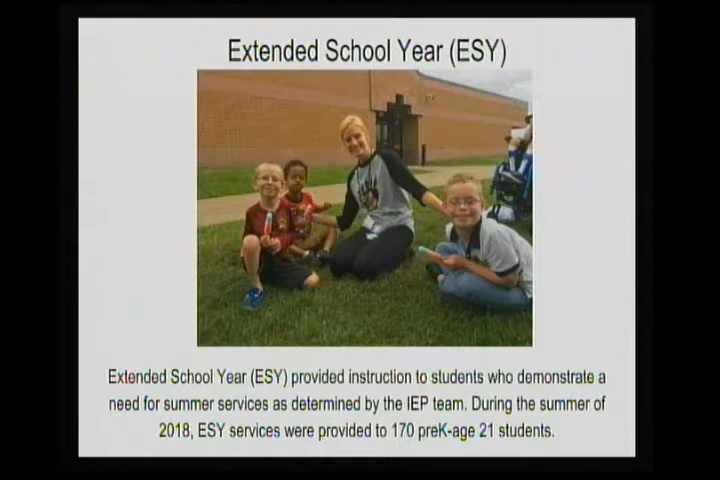 Extended School Year (ESY)
Extended School Year (ESY) provided instruction to students who demonstrate a
need for summer services as determined by the IEP team. During the summer of
2018, ESY services were provided to 170 preK-age 21 students.